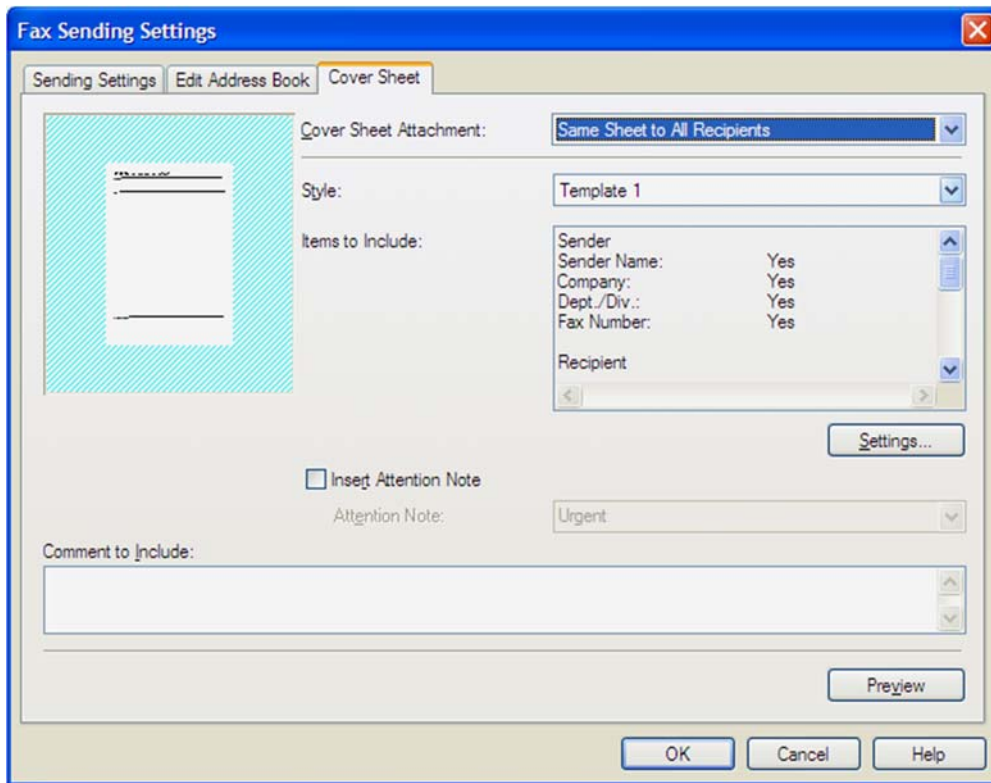 Fax Sending Settings
Sending Settings Edit Address Book Cover Sheet
Cover Sheet Attachment: Same Sheet to All Recipients
Style: Template 1
Items to Include: Sender
Sender Name: Yes
Company: Yes
Dept./Div.: Yes
Fax Number: Yes
Recipient
Settings...
Insert Attention Note
Attention Note: Urgent
Comment to Include:
Preview
OK Cancel Help